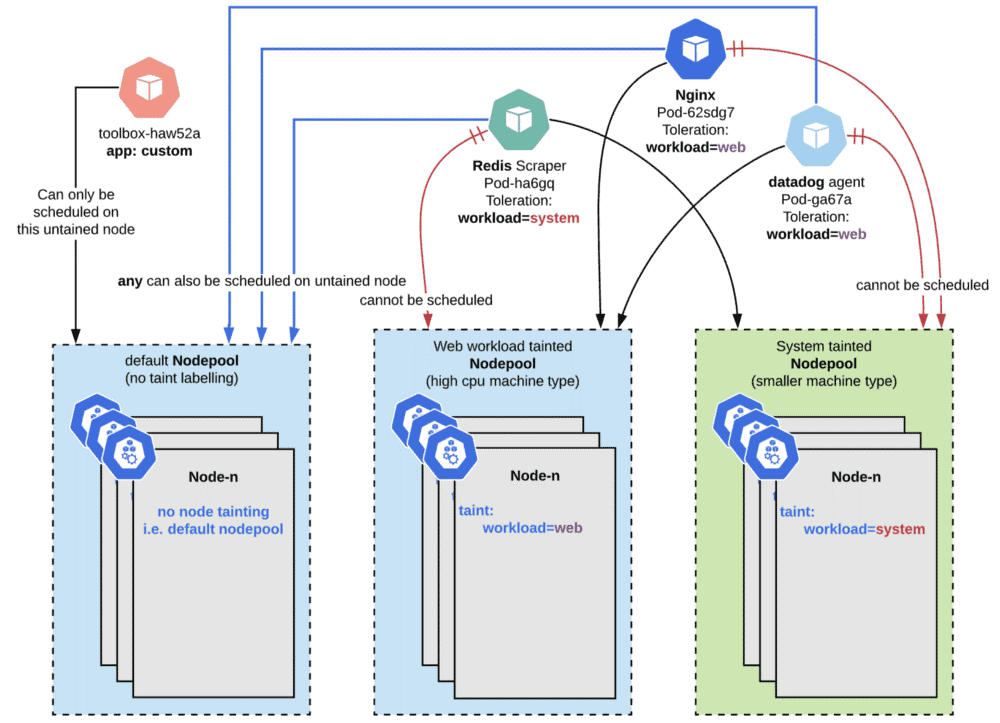 toolbox-haw52a
app: custom
Can only be
scheduled on
this untained node
Redis Scraper
Pod-ha6gq
Toleration:
workload=system
Nginx
Pod-62sdg7
Toleration:
workload=web
datadog agent
Pod-ga67a
Toleration:
workload=web
any can also be scheduled on untained node
cannot be scheduled
cannot be scheduled
default Nodepool
(no taint labelling)
Node-n
no node tainting
i.e. default nodepool
Web workload tainted
Nodepool
(high cpu machine type)
Node-n
taint:
workload=web
System tainted
Nodepool
(smaller machine type)
Node-n
taint:
workload=system